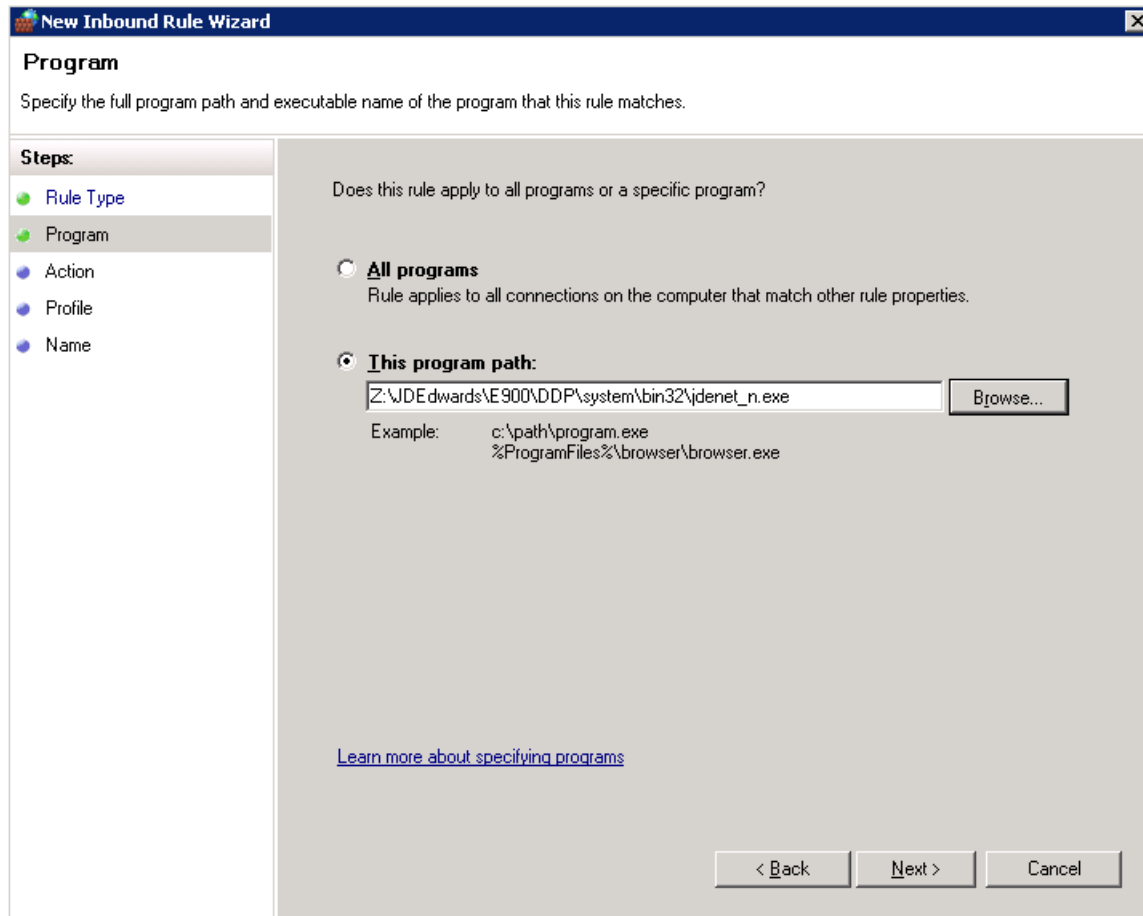 New Inbound Rule Wizard
Program
Specify the full program path and executable name of the program that this rule matches.
Steps:
Rule Type
Program
Action
Profile
Name
Does this rule apply to all programs or a specific program?
All programs
Rule applies to all connections on the computer that match other rule properties.
This program path:
Z:\JDEdwards\E900\DDP\system\bin32\jdenet_n.exe
Browse...
Example: c:\path\program.exe
%ProgramFiles%\browser\browser.exe
Learn more about specifying programs
< Back Next > Cancel